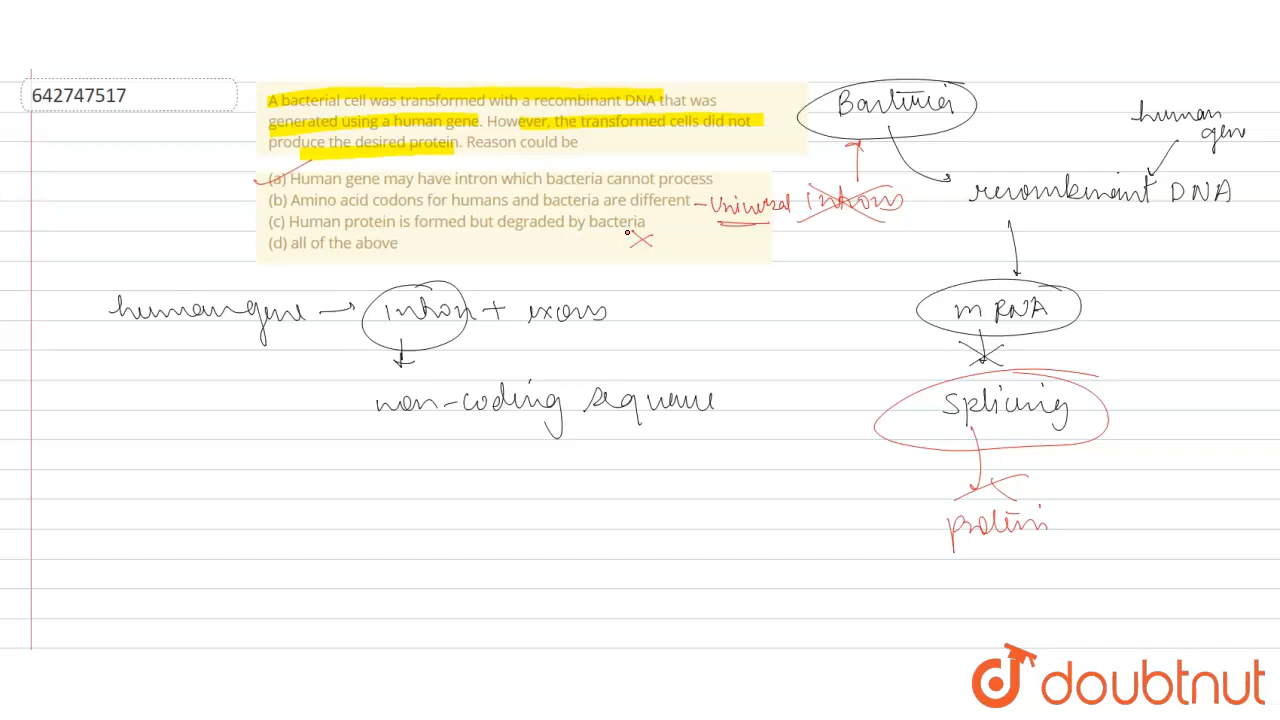 642747517
A bacterial cell was transformed with a recombinant DNA that was
generated using a human gene. However, the transformed cells did not
produce the desired protein. Reason could be
(a) Human gene may have intron which bacteria cannot process
(b) Amino acid codons for humans and bacteria are different
(c) Human protein is formed but degraded by bacteria
(d) all of the above
- Universal
introns
Bacteria
human
gene
recombinant DNA
human gene → intron + exons
mRNA
non-coding sequence
splicing
protein
doubtnut